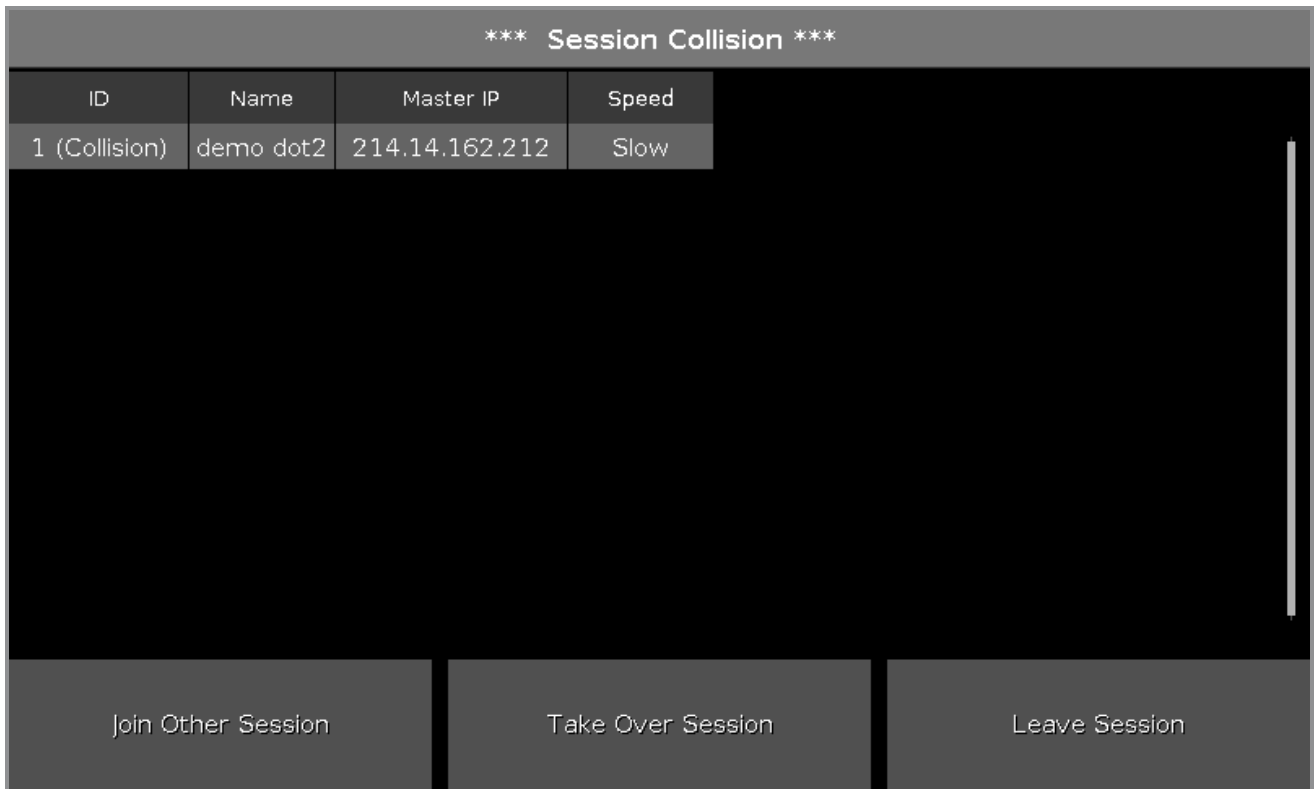 *** Session Collision ***
ID Name Master IP Speed
1 (Collision) demo dot2 214.14.162.212 Slow
Join Other Session Take Over Session Leave Session